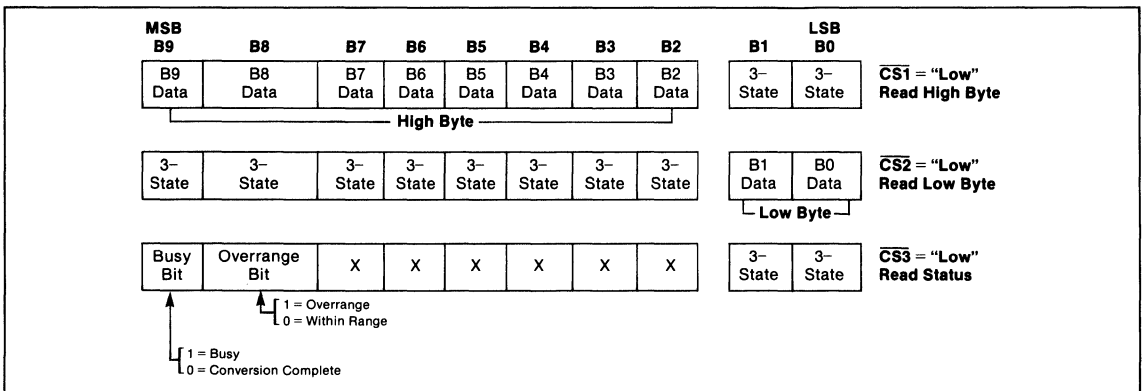 MSB LSB
B9 B8 B7 B6 B5 B4 B3 B2 B1 B0
B9 B8 B7 B6 B5 B4 B3 B2 3– 3– CS1 = "Low"
Data Data Data Data Data Data Data Data State State Read High Byte
High Byte
3– 3– 3– 3– 3– 3– 3– 3– B1 B0 CS2 = "Low"
State State State State State State State State Data Data Read Low Byte
Low Byte
Busy Overrange X X X X X X 3– 3– CS3 = "Low"
Bit Bit State State Read Status
1 = Overrange
0 = Within Range
1 = Busy
0 = Conversion Complete